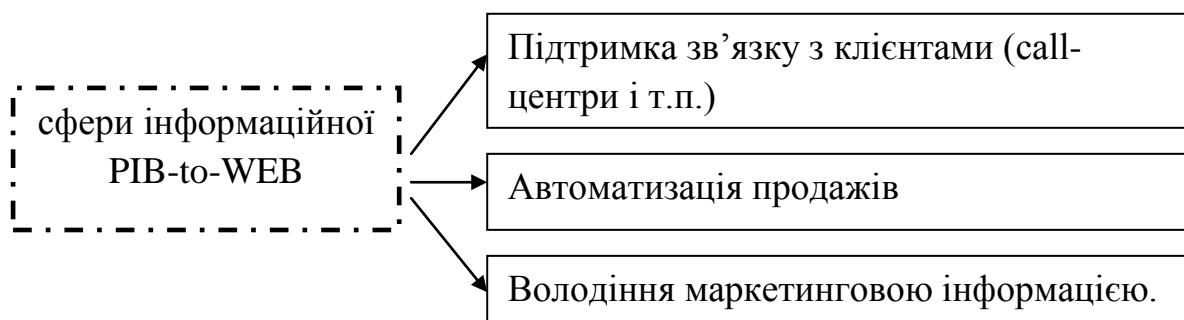 сфери інформаційної
PIB-to-WEB
Підтримка зв’язку з клієнтами (call-
центри і т.п.)
Автоматизація продажів
Володіння маркетинговою інформацією.